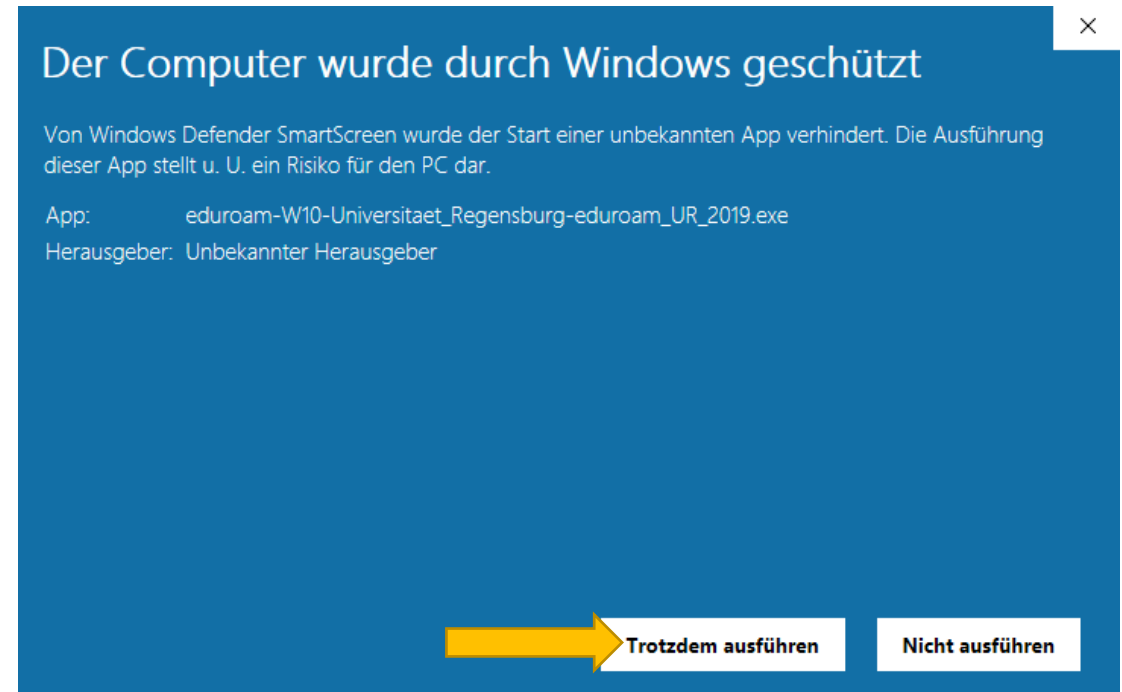 Der Computer wurde durch Windows geschützt
Von Windows Defender SmartScreen wurde der Start einer unbekannten App verhindert. Die Ausführung
dieser App stellt u. U. ein Risiko für den PC dar.
App: eduroam-W10-Universitaet_Regensburg-eduroam_UR_2019.exe
Herausgeber: Unbekannter Herausgeber
Trotzdem ausführen Nicht ausführen